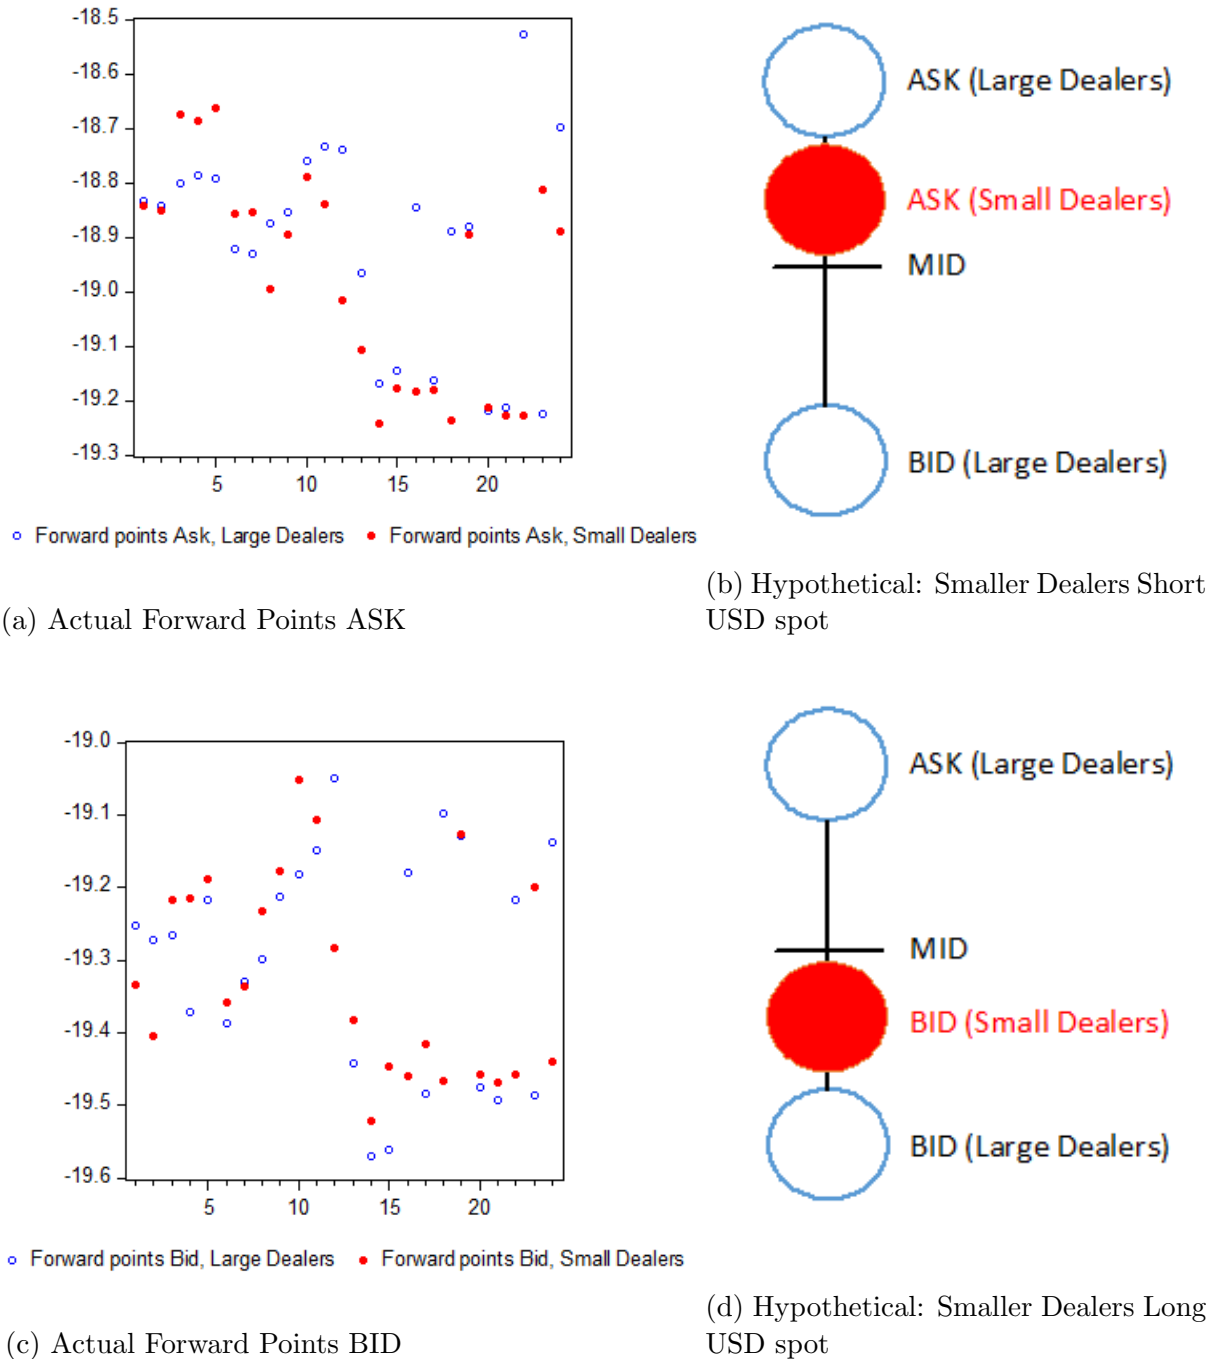 -18.5
-18.6
-18.7
-18.8
-18.9
-19.0
-19.1
-19.2
-19.3
5 10 15 20
Forward points Ask, Large Dealers Forward points Ask, Small Dealers
(a) Actual Forward Points ASK
ASK (Large Dealers)
ASK (Small Dealers)
MID
BID (Large Dealers)
(b) Hypothetical: Smaller Dealers Short
USD spot
-19.0
-19.1
-19.2
-19.3
-19.4
-19.5
-19.6
5 10 15 20
Forward points Bid, Large Dealers Forward points Bid, Small Dealers
(c) Actual Forward Points BID
ASK (Large Dealers)
MID
BID (Small Dealers)
BID (Large Dealers)
(d) Hypothetical: Smaller Dealers Long
USD spot